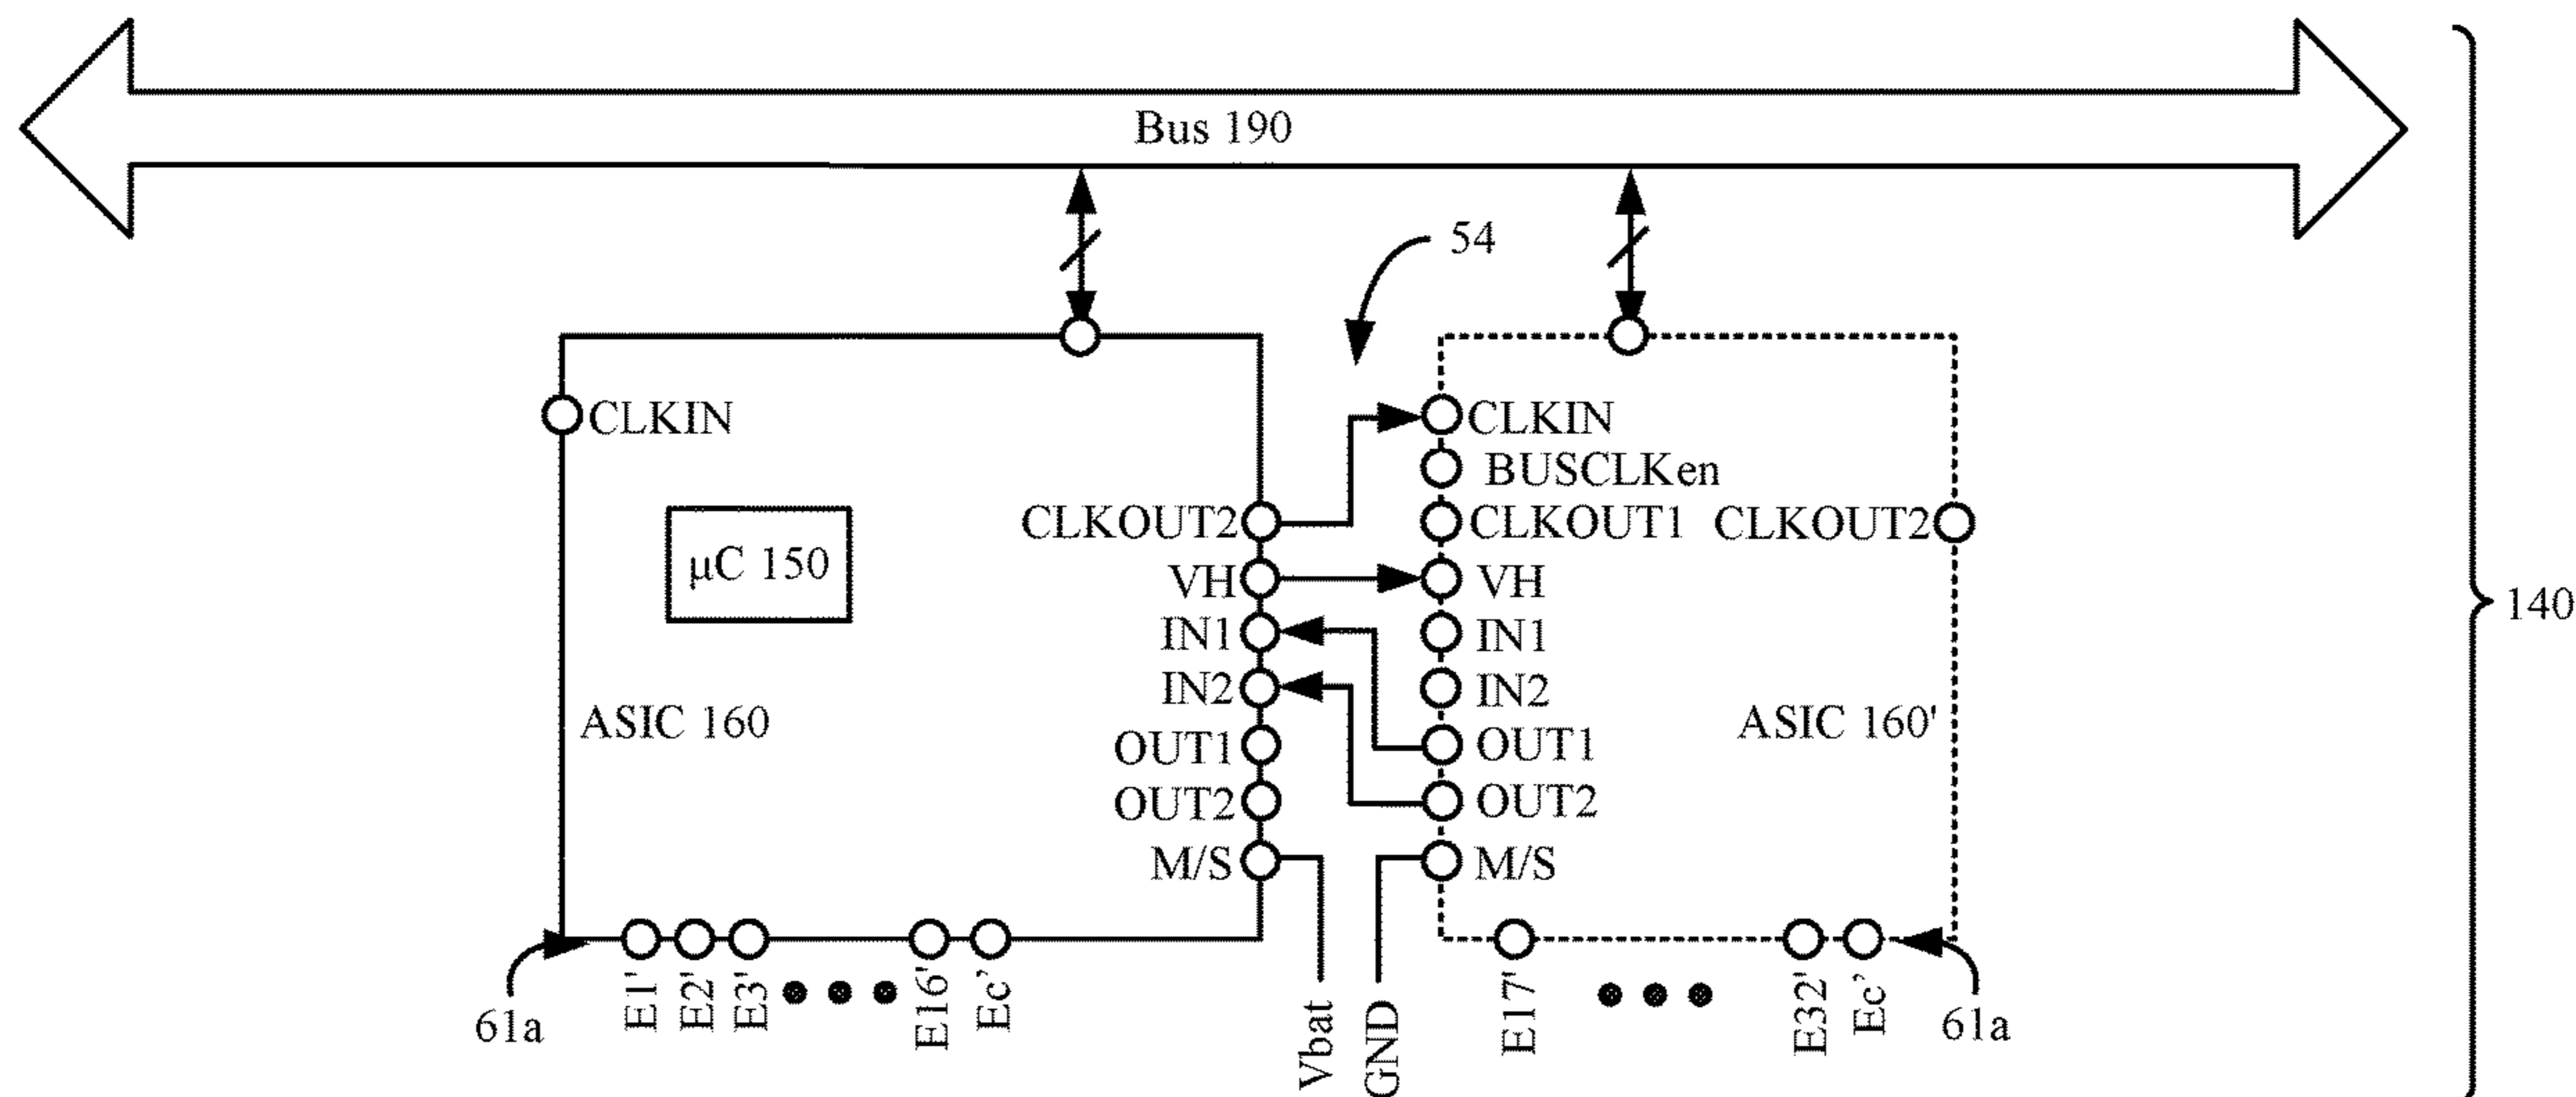 Bus 190
54
CLKIN
CLKIN
BUSCLKen
CLKOUT2
CLKOUT1
CLKOUT2
µC 150
VH
VH
140
IN1
IN1
IN2
IN2
ASIC 160
ASIC 160'
OUT1
OUT1
OUT2
OUT2
M/S
M/S
61a
E1'
E2'
E3'
E16'
Ec’
Vbat
GND
E17'
E32'
Ec’
61a